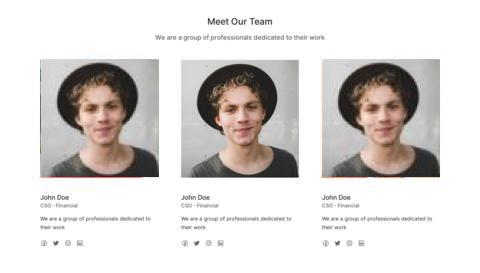 Meet Our Team
We are a group of professionals dedicated to their work
John Doe
CSO - Financial
We are a group of professionals dedicated to
their work
John Doe
CSO - Financial
We are a group of professionals dedicated to
their work
John Doe
CSO - Financial
We are a group of professionals dedicated to
their work